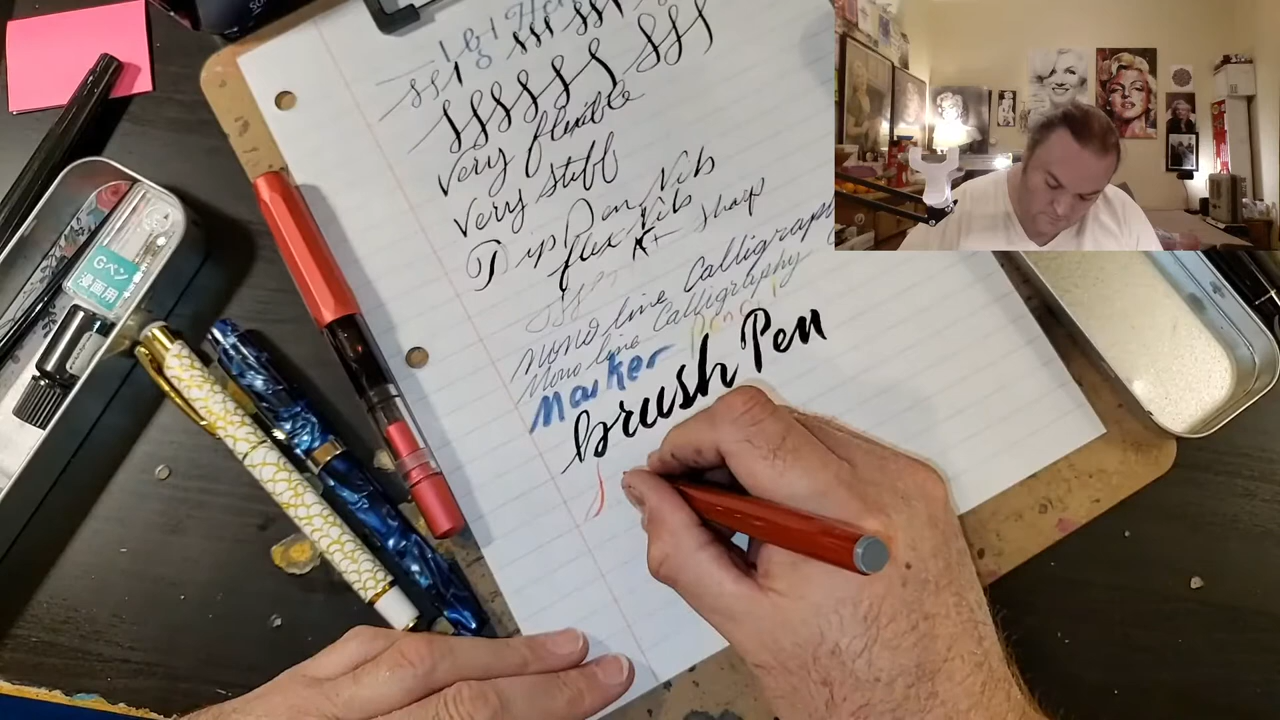 very flexible
very stiff
Dip Pen Nibs
flex Nibs sharp
mono line Calligraphy
Mono line Calligraphy
Marker Pencil
brush Pen
Gペン
漫画用